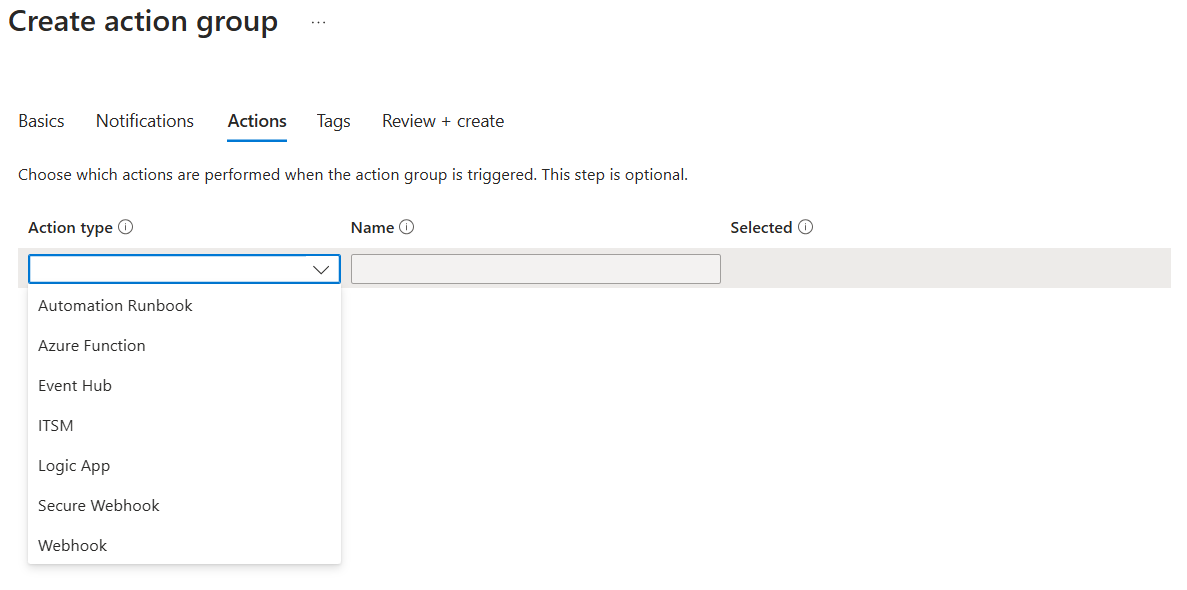 Create action group ...
Basics Notifications Actions Tags Review + create
Choose which actions are performed when the action group is triggered. This step is optional.
Action type Name Selected
Automation Runbook
Azure Function
Event Hub
ITSM
Logic App
Secure Webhook
Webhook